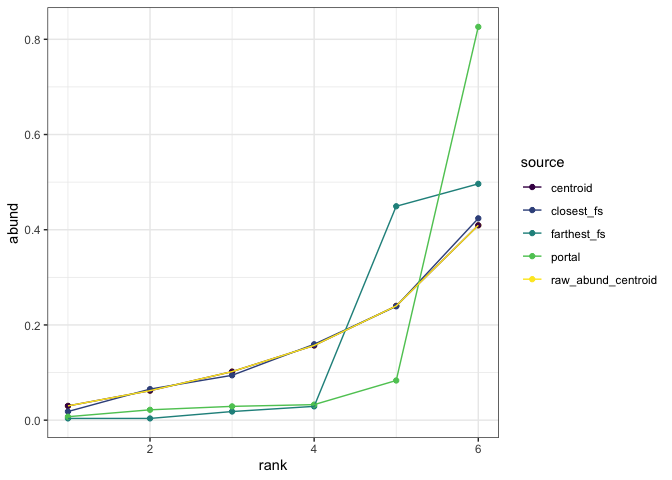 0.8
0.6
0.4
0.2
0.0
abund
2
4
6
rank
source
centroid
closest_fs
farthest_fs
portal
raw_abund_centroid